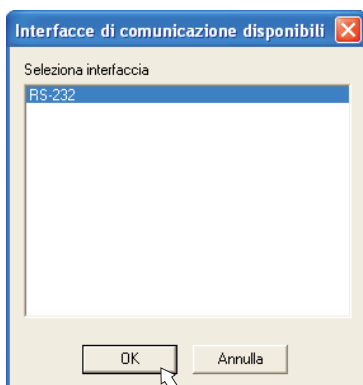 Interfacce di comunicazione disponibili
Seleziona interfaccia
RS-232
OK Annulla